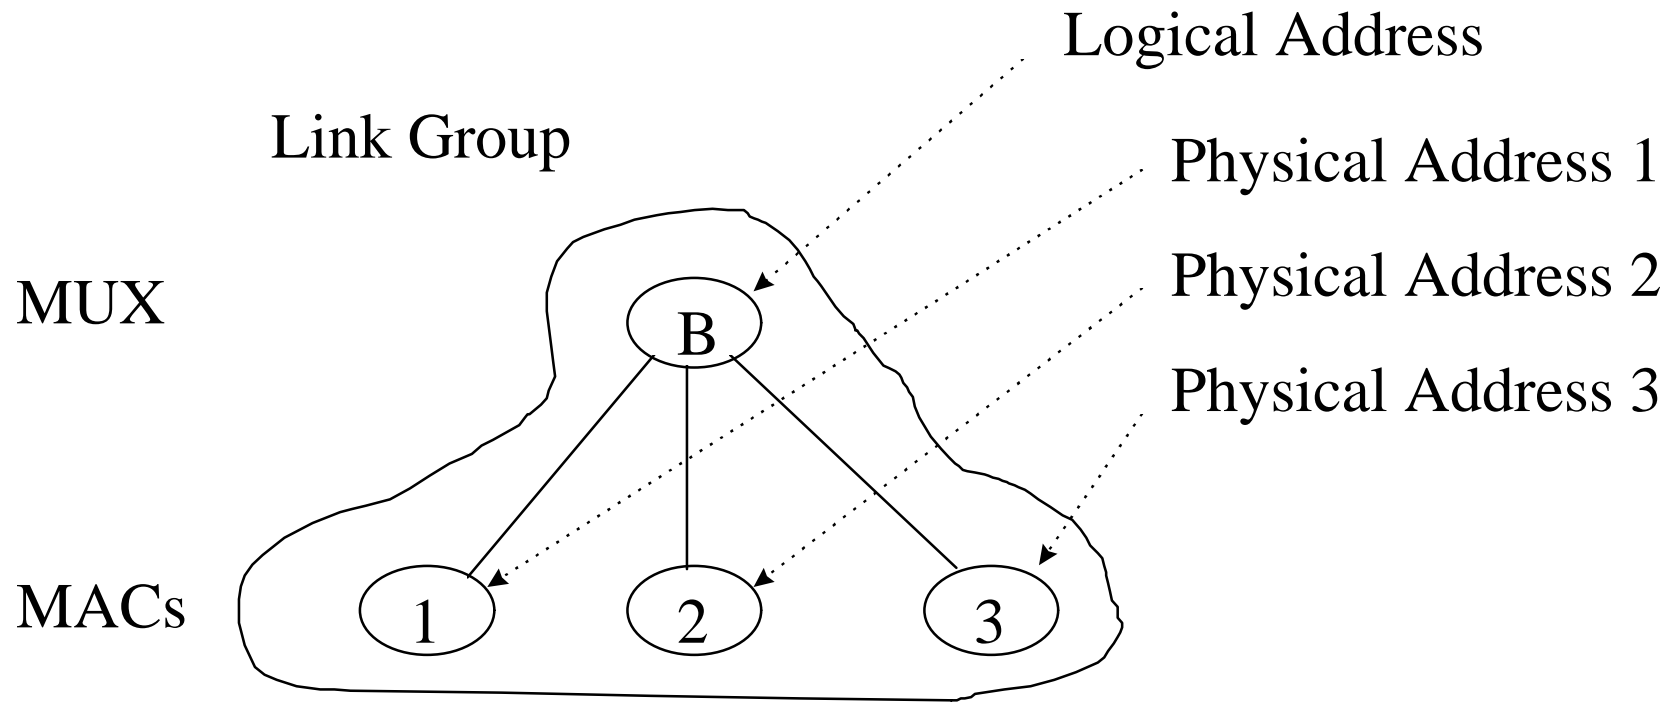 Logical Address
Link Group
Physical Address 1
Physical Address 2
MUX
B
Physical Address 3
MACs
1
2
3